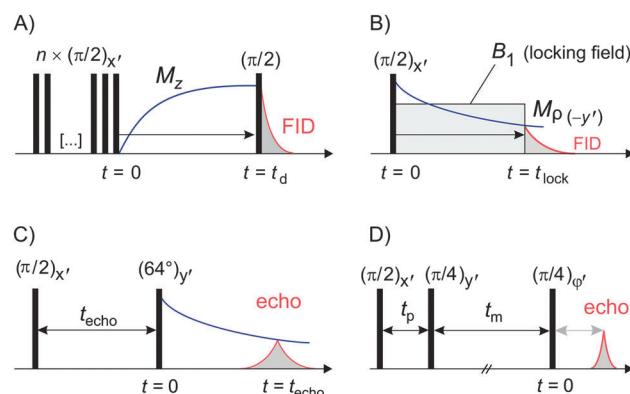 A)
n × (π/2)x′
Mz
(π/2)
FID
[...]
t = 0
t = td
B)
(π/2)x′
B1 (locking field)
Mρ (−y′)
FID
t = 0
t = tlock
C)
(π/2)x′
(64°)y′
techo
echo
t = 0
t = techo
D)
(π/2)x′
(π/4)y′
(π/4)φ′
tp
tm
echo
t = 0